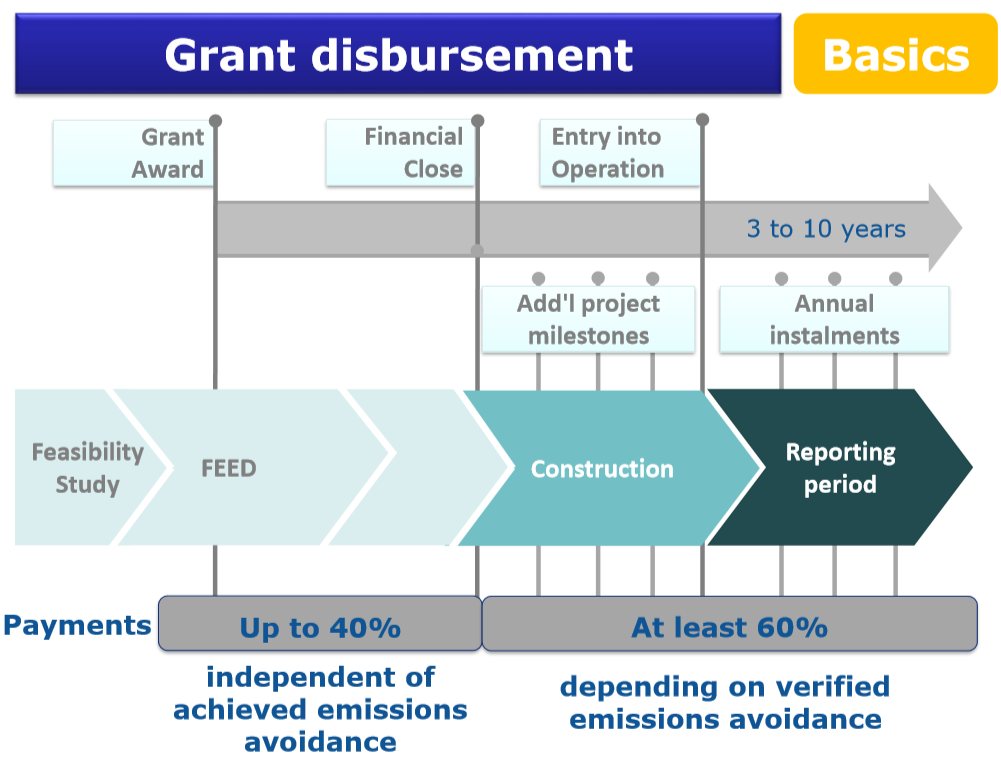 Grant disbursement
Basics
Grant
Award
Financial
Close
Entry into
Operation
3 to 10 years
Add'l project
milestones
Annual
instalments
Feasibility
Study
FEED
Construction
Reporting
period
Payments
Up to 40%
At least 60%
independent of
achieved emissions
avoidance
depending on verified
emissions avoidance